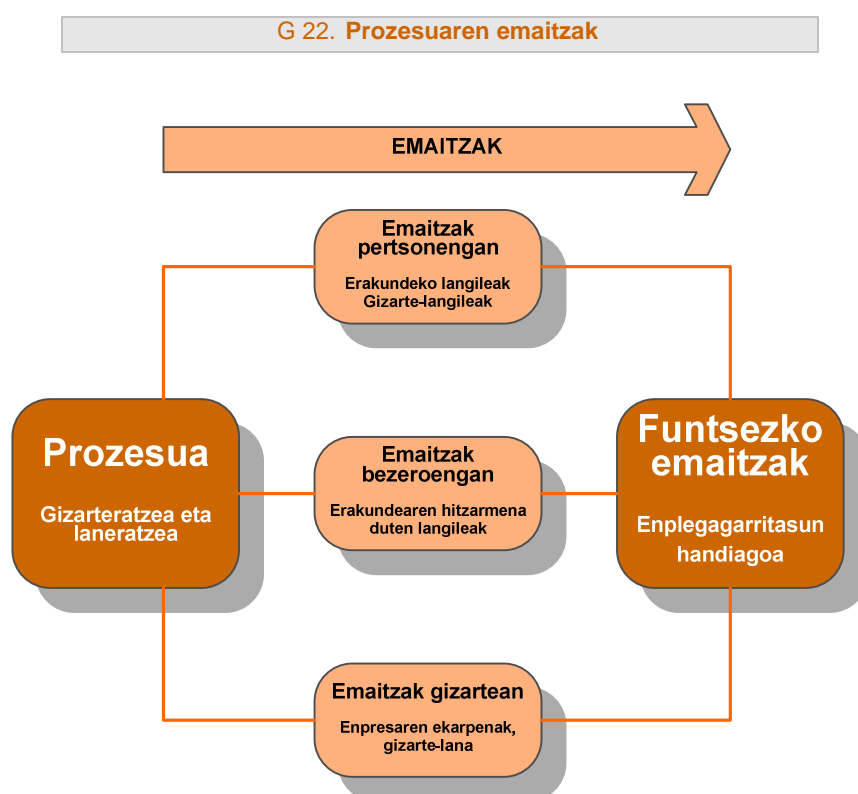 G 22. Prozesuaren emaitzak
EMAITZAK
Emaitzak
pertsonengan
Erakundeko langileak
Gizarte-langileak
Prozesua
Gizarteratzea eta
laneratzea
Emaitzak
bezeroengan
Erakundearen hitzarmena
duten langileak
Funtsezko
emaitzak
Enplegagarritasun
handiagoa
Emaitzak gizartean
Enpresaren ekarpenak,
gizarte-lana